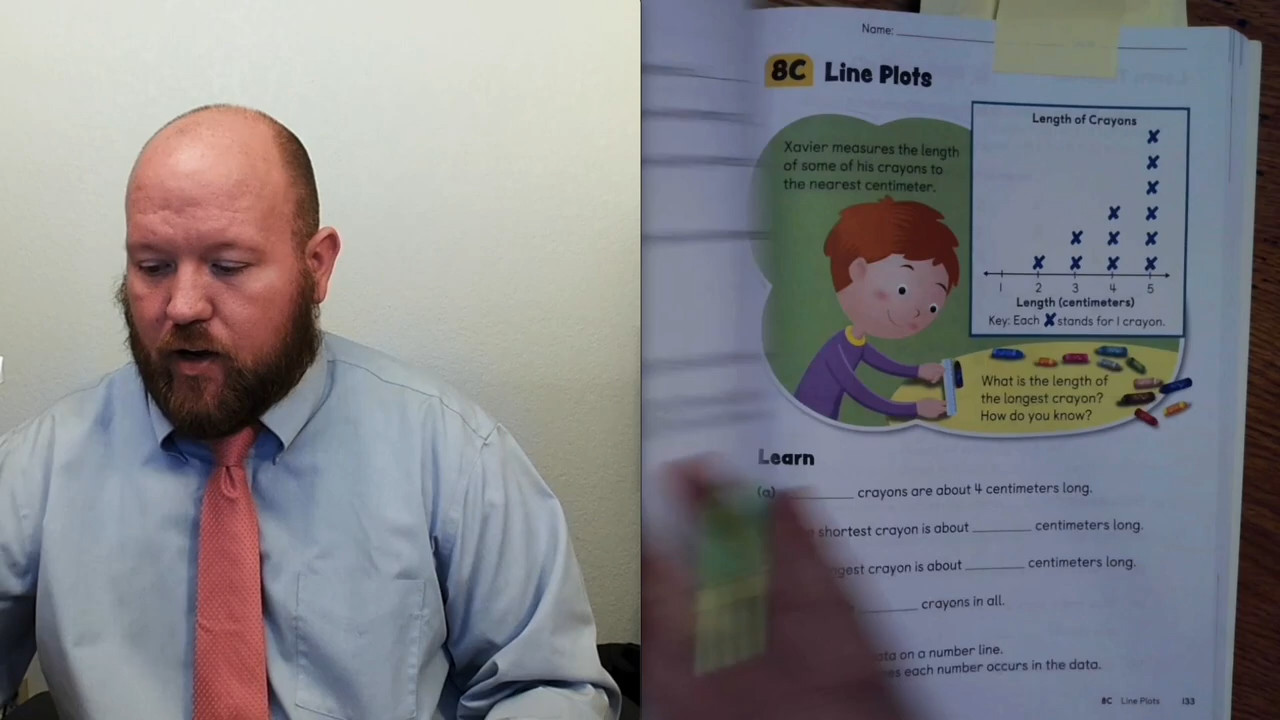 Name:
8C Line Plots
Xavier measures the length
of some of his crayons to
the nearest centimeter.
Length of Crayons
1 2 3 4 5
Length (centimeters)
Key: Each ✘ stands for 1 crayon.
What is the length of
the longest crayon?
How do you know?
Learn
(a) crayons are about 4 centimeters long.
shortest crayon is about centimeters long.
crayon is about centimeters long.
crayons in all.
on a number line.
each number occurs in the data.
8C Line Plots 133